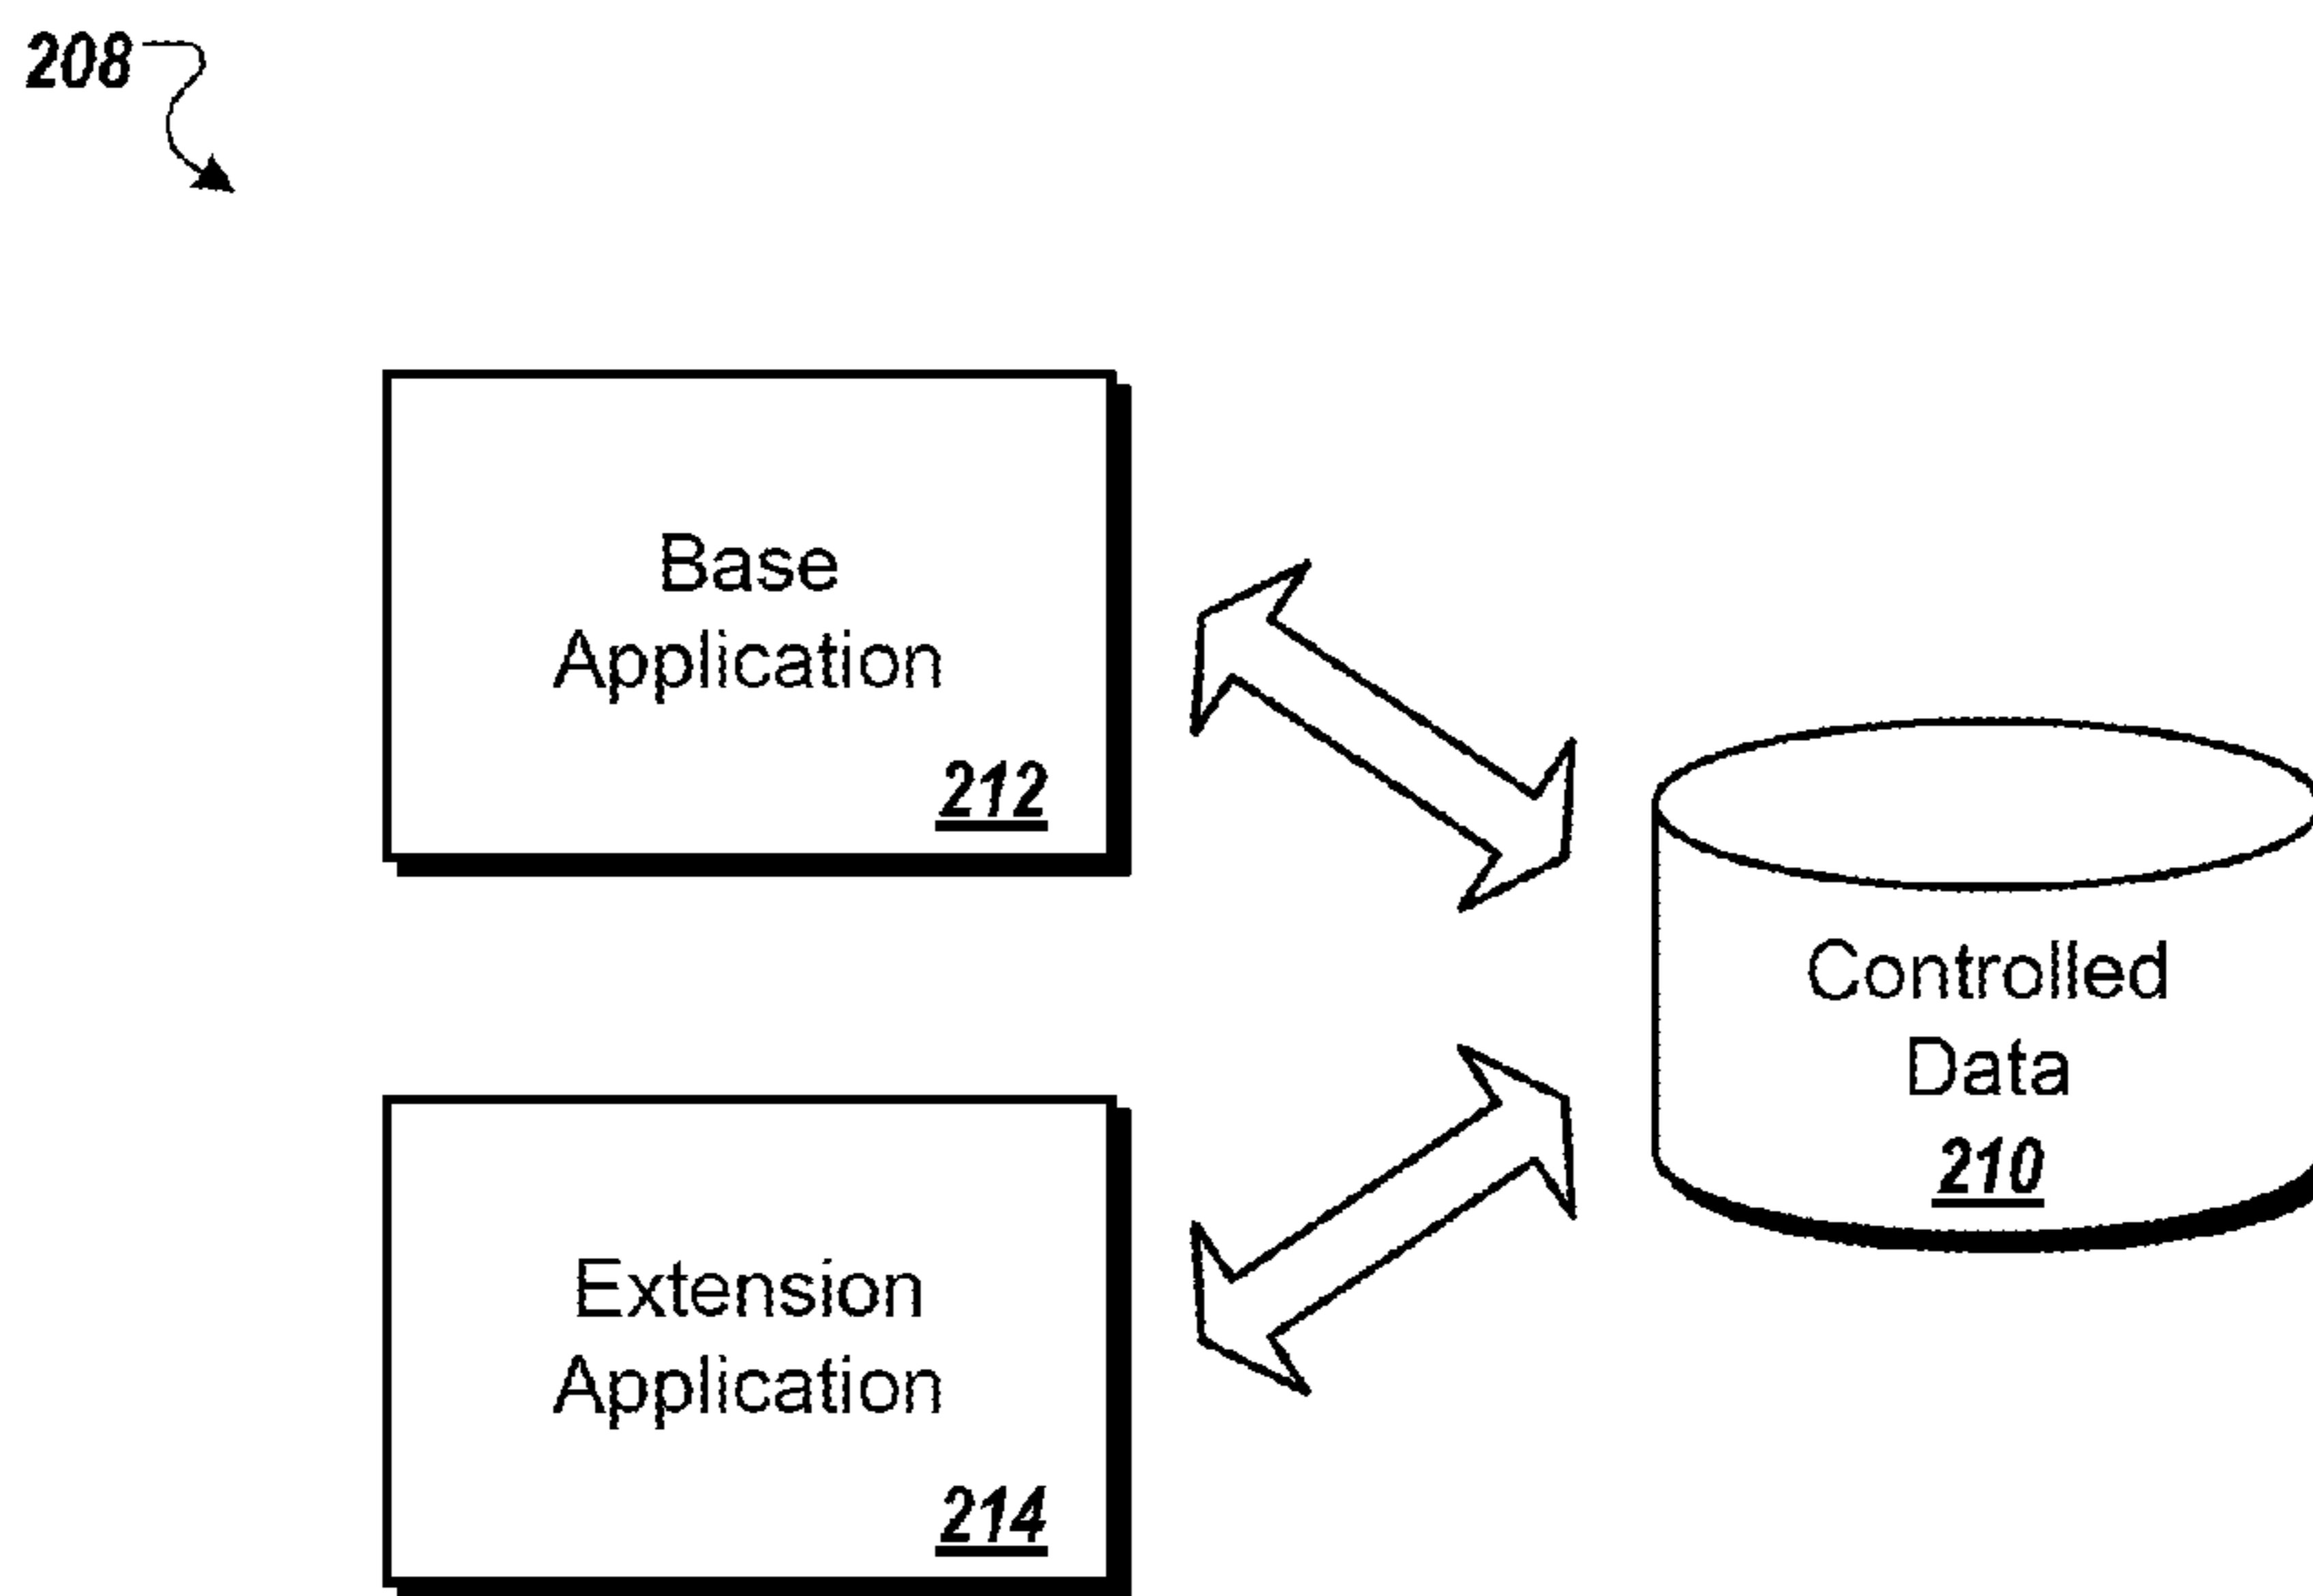 208
Base
Application
212
Controlled
Data
210
Extension
Application
214